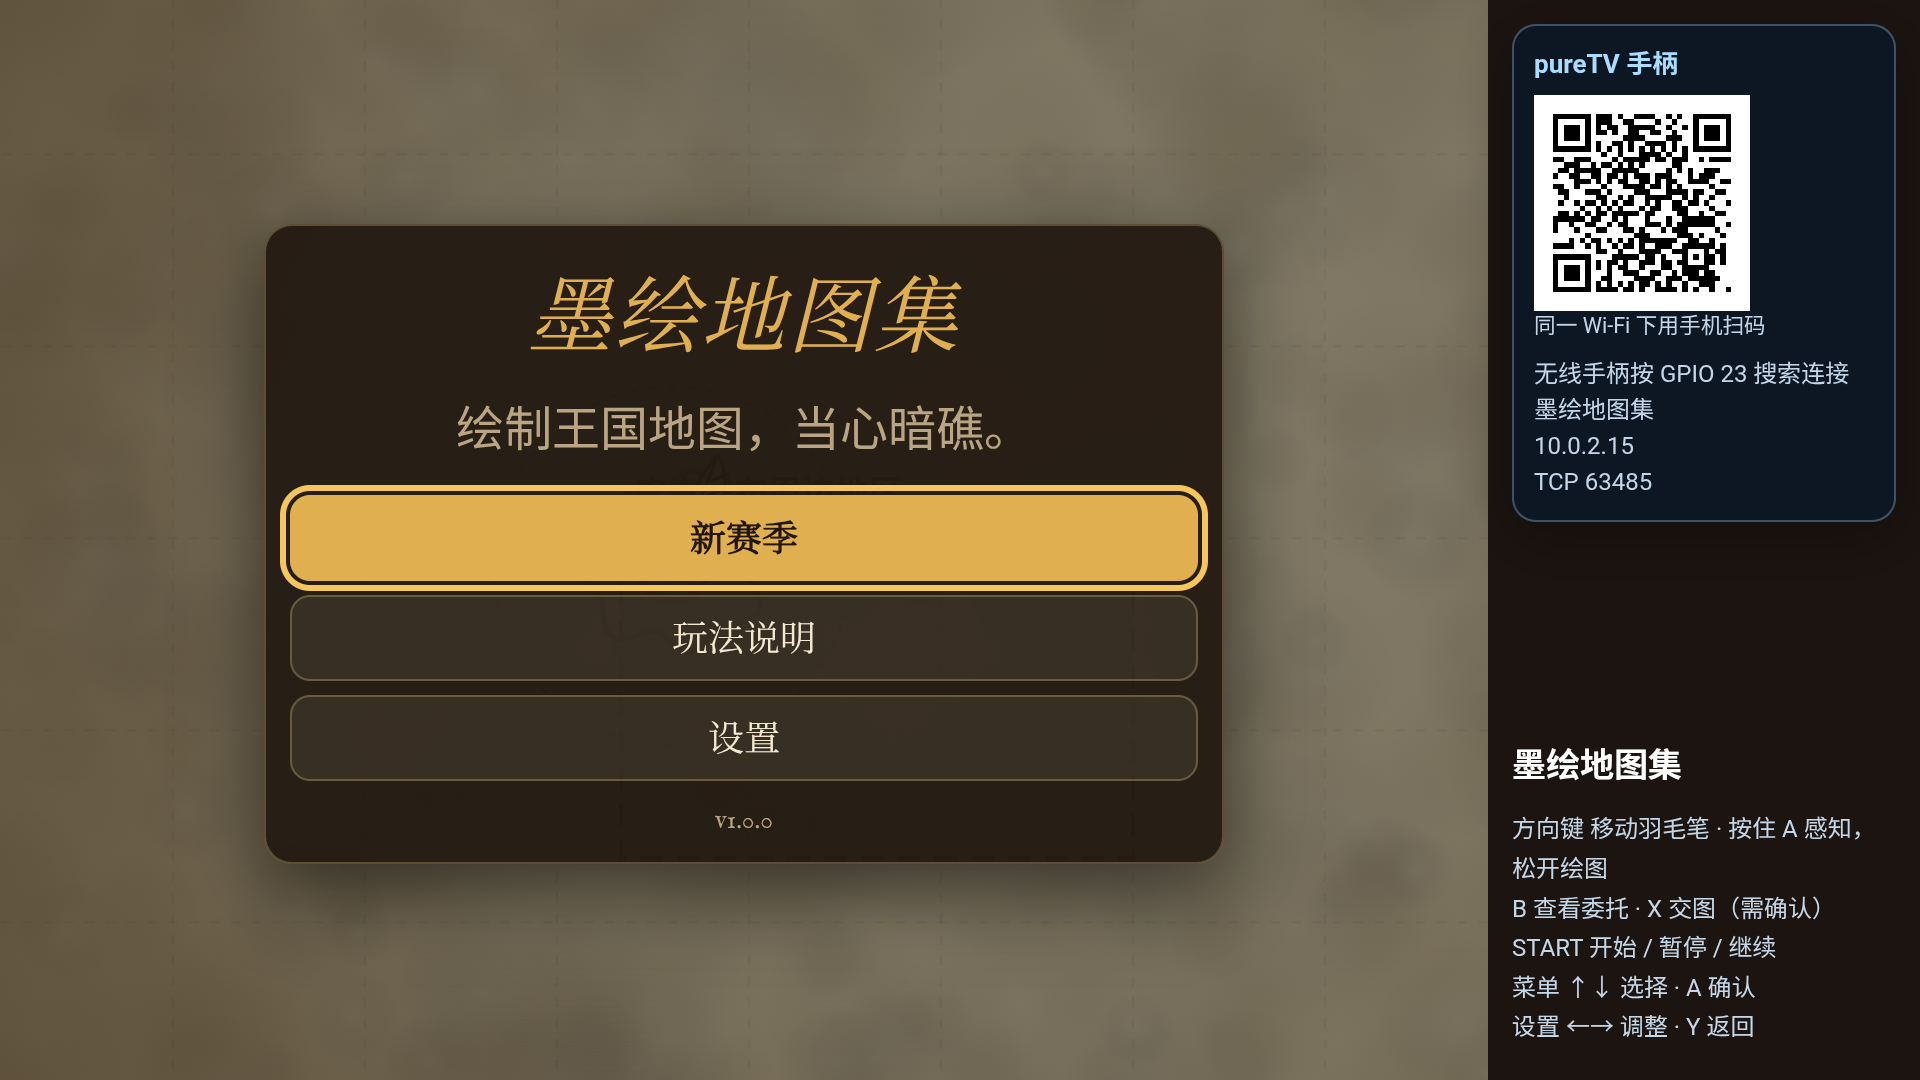 墨绘地图集
绘制王国地图，当心暗礁。
新赛季
玩法说明
设置
v1.0.0
pureTV 手柄
同一 Wi-Fi 下用手机扫码
无线手柄按 GPIO 23 搜索连接
墨绘地图集
10.0.2.15
TCP 63485
墨绘地图集
方向键 移动羽毛笔 · 按住 A 感知，
松开绘图
B 查看委托 · X 交图（需确认）
START 开始 / 暂停 / 继续
菜单 ↑↓ 选择 · A 确认
设置 ←→ 调整 · Y 返回